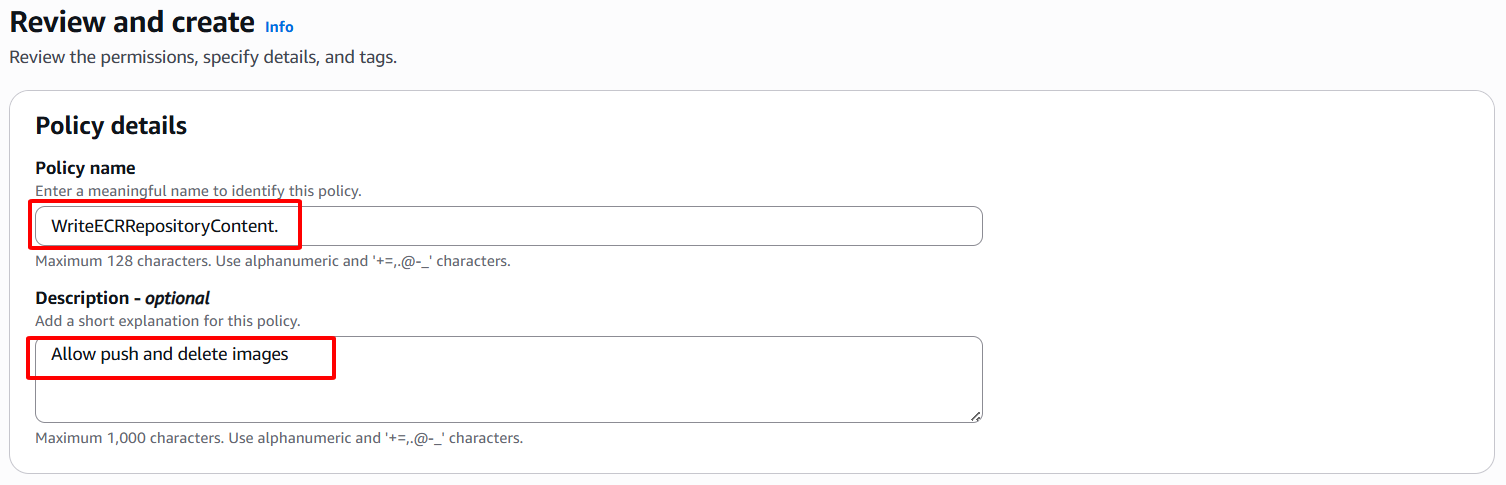 Review and create Info
Review the permissions, specify details, and tags.
Policy details
Policy name
Enter a meaningful name to identify this policy.
WriteECRRepositoryContent.
Maximum 128 characters. Use alphanumeric and '+=,.@-_' characters.
Description - optional
Add a short explanation for this policy.
Allow push and delete images
Maximum 1,000 characters. Use alphanumeric and '+=,.@-_' characters.